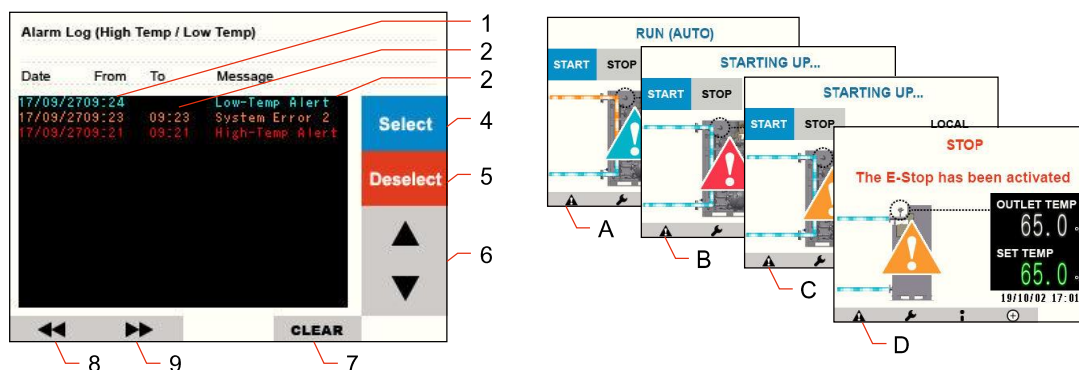 Alarm Log (High Temp / Low Temp)
Date From To Message
17/09/2709:24 Low-Temp Alert
17/09/2709:23 09:23 System Error 2
17/09/2709:21 09:21 High-Temp Alert
Select
Deselect
CLEAR
1
2
2
4
5
6
7
8
9
RUN (AUTO)
START STOP
A
STARTING UP...
START STOP
B
STARTING UP...
START STOP LOCAL
C
STOP
The E-Stop has been activated
OUTLET TEMP
65.0
SET TEMP
65.0
19/10/02 17:01
D